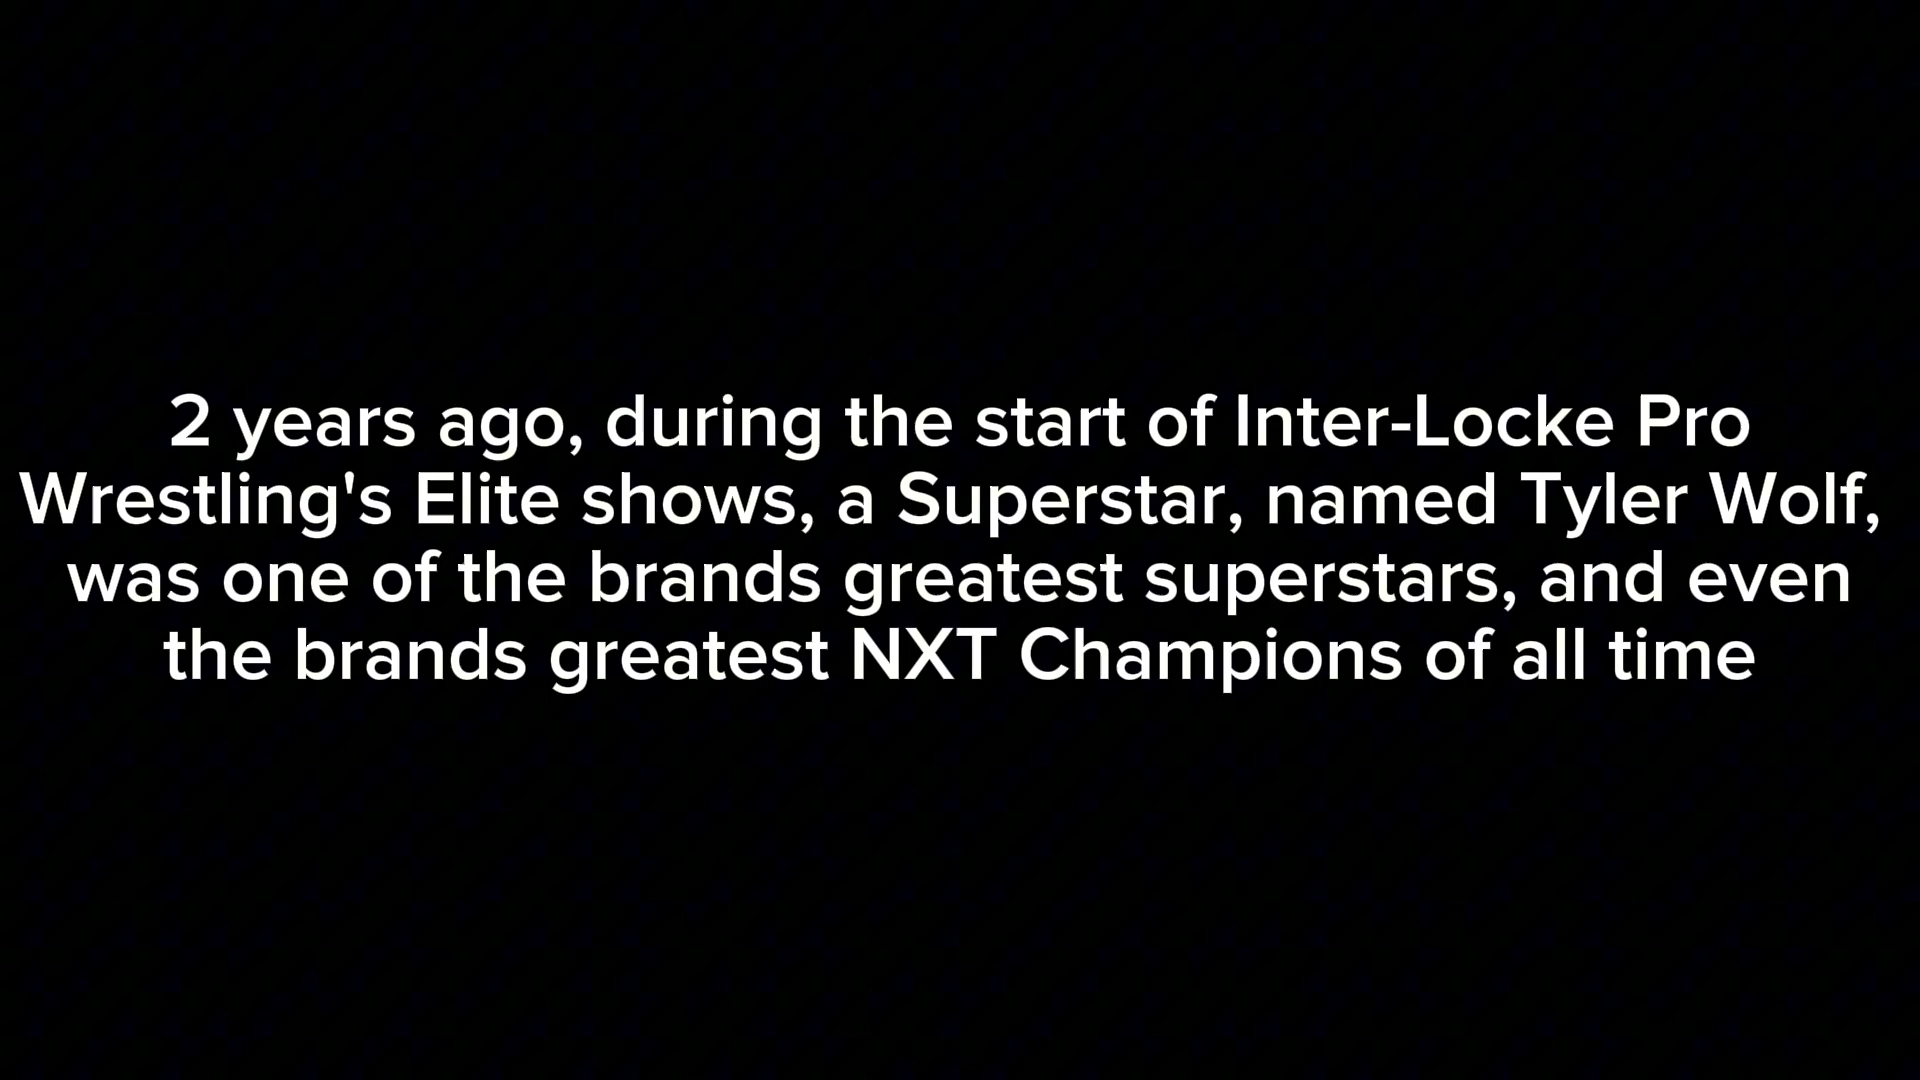 2 years ago, during the start of Inter-Locke Pro
Wrestling's Elite shows, a Superstar, named Tyler Wolf,
was one of the brands greatest superstars, and even
the brands greatest NXT Champions of all time